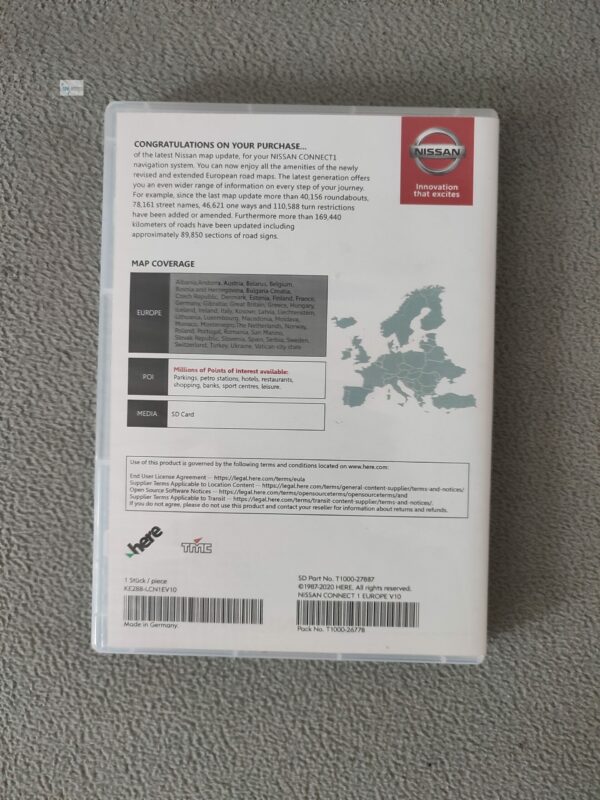 CONGRATULATIONS ON YOUR PURCHASE...
of the latest Nissan map update, for your NISSAN CONNECT1
navigation system. You can now enjoy all the amenities of the newly
revised and extended European road maps. The latest generation offers
you an even wider range of information on every step of your journey.
For example, since the last map update more than 40,156 roundabouts,
78,161 street names, 46,621 one ways and 110,588 turn restrictions
have been added or amended. Furthermore more than 169,440
kilometers of roads have been updated including
approximately 89,850 sections of road signs.
NISSAN
Innovation
that excites
MAP COVERAGE
EUROPE
Albania,Andorra, Austria, Belarus, Belgium,
Bosnia and Herzegovina, Bulgaria Croatia,
Czech Republic, Denmark, Estonia, Finland, France,
Germany, Gibraltar, Great Britain, Greece, Hungary,
Iceland, Ireland, Italy, Kosovo, Latvia, Liechtenstein,
Lithuania, Luxembourg, Macedonia, Moldova,
Monaco, Montenegro,The Netherlands, Norway,
Poland, Portugal, Romania, San Marino,
Slovak Republic, Slovenia, Spain, Serbia, Sweden,
Switzerland, Turkey, Ukraine, Vatican city state
POI
Millions of Points of interest available:
Parkings, petro stations, hotels, restaurants,
shopping, banks, sport centres, leisure.
MEDIA
SD Card
Use of this product is governed by the following terms and conditions located on www.here.com:
End User License Agreement -- https://legal.here.com/terms/eula
Supplier Terms Applicable to Location Content -- https://legal.here.com/terms/general-content-supplier/terms-and-notices/
Open Source Software Notices -- https://legal.here.com/terms/opensourceterms/opensourceterms/and
Supplier Terms Applicable to Transit -- https://legal.here.com/terms/transit-content-supplier/terms-and-notices/.
If you do not agree, please do not use this product and contact your reseller for information about returns and refunds.
here
TMC
1 Stück / piece
KE288-LCN1EV10
Made in Germany.
SD Part No. T1000-27887
©1987-2020 HERE. All rights reserved.
NISSAN CONNECT 1 EUROPE V10
Pack No. T1000-26778